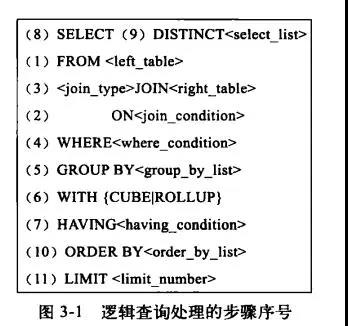 (8) SELECT (9) DISTINCT<select_list>
(1) FROM <left_table>
(3) <join_type>JOIN<right_table>
(2) ON<join_condition>
(4) WHERE<where_condition>
(5) GROUP BY<group_by_list>
(6) WITH {CUBE|ROLLUP}
(7) HAVING<having_condition>
(10) ORDER BY<order_by_list>
(11) LIMIT <limit_number>
图 3-1 逻辑查询处理的步骤序号